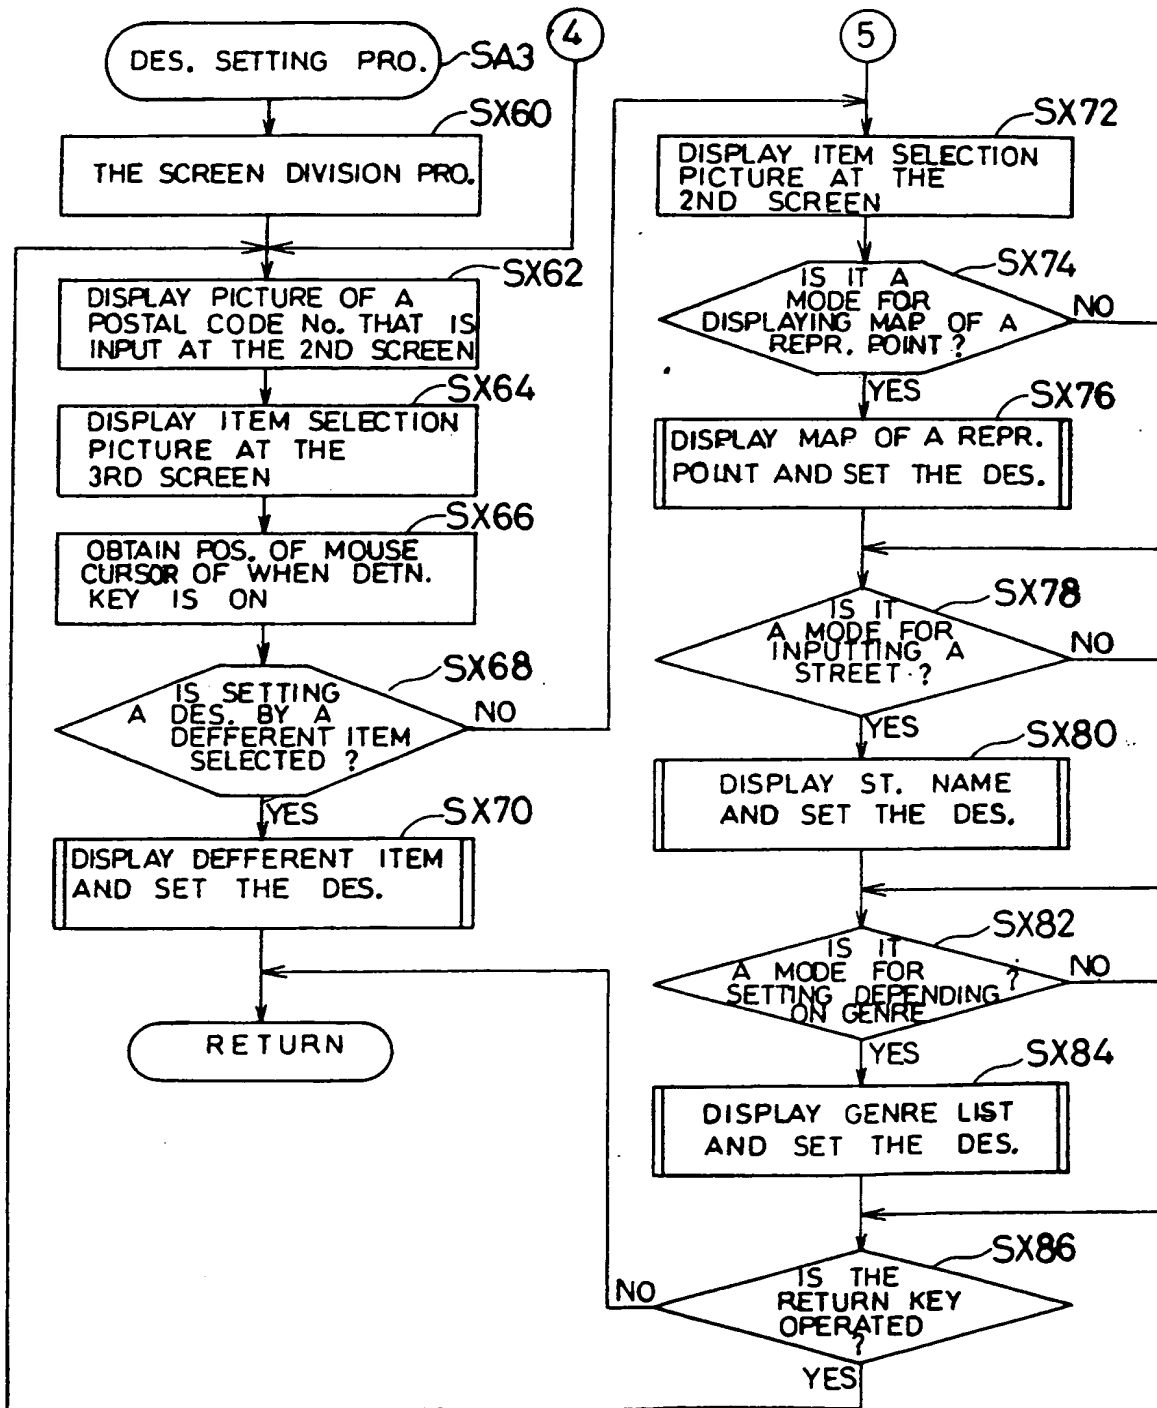 DES. SETTING PRO.
SA3
4
SX60
THE SCREEN DIVISION PRO.
SX62
DISPLAY PICTURE OF A
POSTAL CODE No. THAT IS
INPUT AT THE 2ND SCREEN
SX64
DISPLAY ITEM SELECTION
PICTURE AT THE
3RD SCREEN
SX66
OBTAIN POS. OF MOUSE
CURSOR OF WHEN DETN.
KEY IS ON
SX68
IS SETTING
A DES. BY A
DEFFERENT ITEM
SELECTED ?
NO
YES
SX70
DISPLAY DEFFERENT ITEM
AND SET THE DES.
RETURN
5
SX72
DISPLAY ITEM SELECTION
PICTURE AT THE
2ND SCREEN
SX74
IS IT A
MODE FOR
DISPLAYING MAP OF A
REPR. POINT ?
NO
YES
SX76
DISPLAY MAP OF A REPR.
POINT AND SET THE DES.
SX78
IS IT
A MODE FOR
INPUTTING A
STREET ?
NO
YES
SX80
DISPLAY ST. NAME
AND SET THE DES.
SX82
IS IT
A MODE FOR
SETTING DEPENDING ?
ON GENRE
NO
YES
SX84
DISPLAY GENRE LIST
AND SET THE DES.
SX86
IS THE
RETURN KEY
OPERATED
?
NO
YES